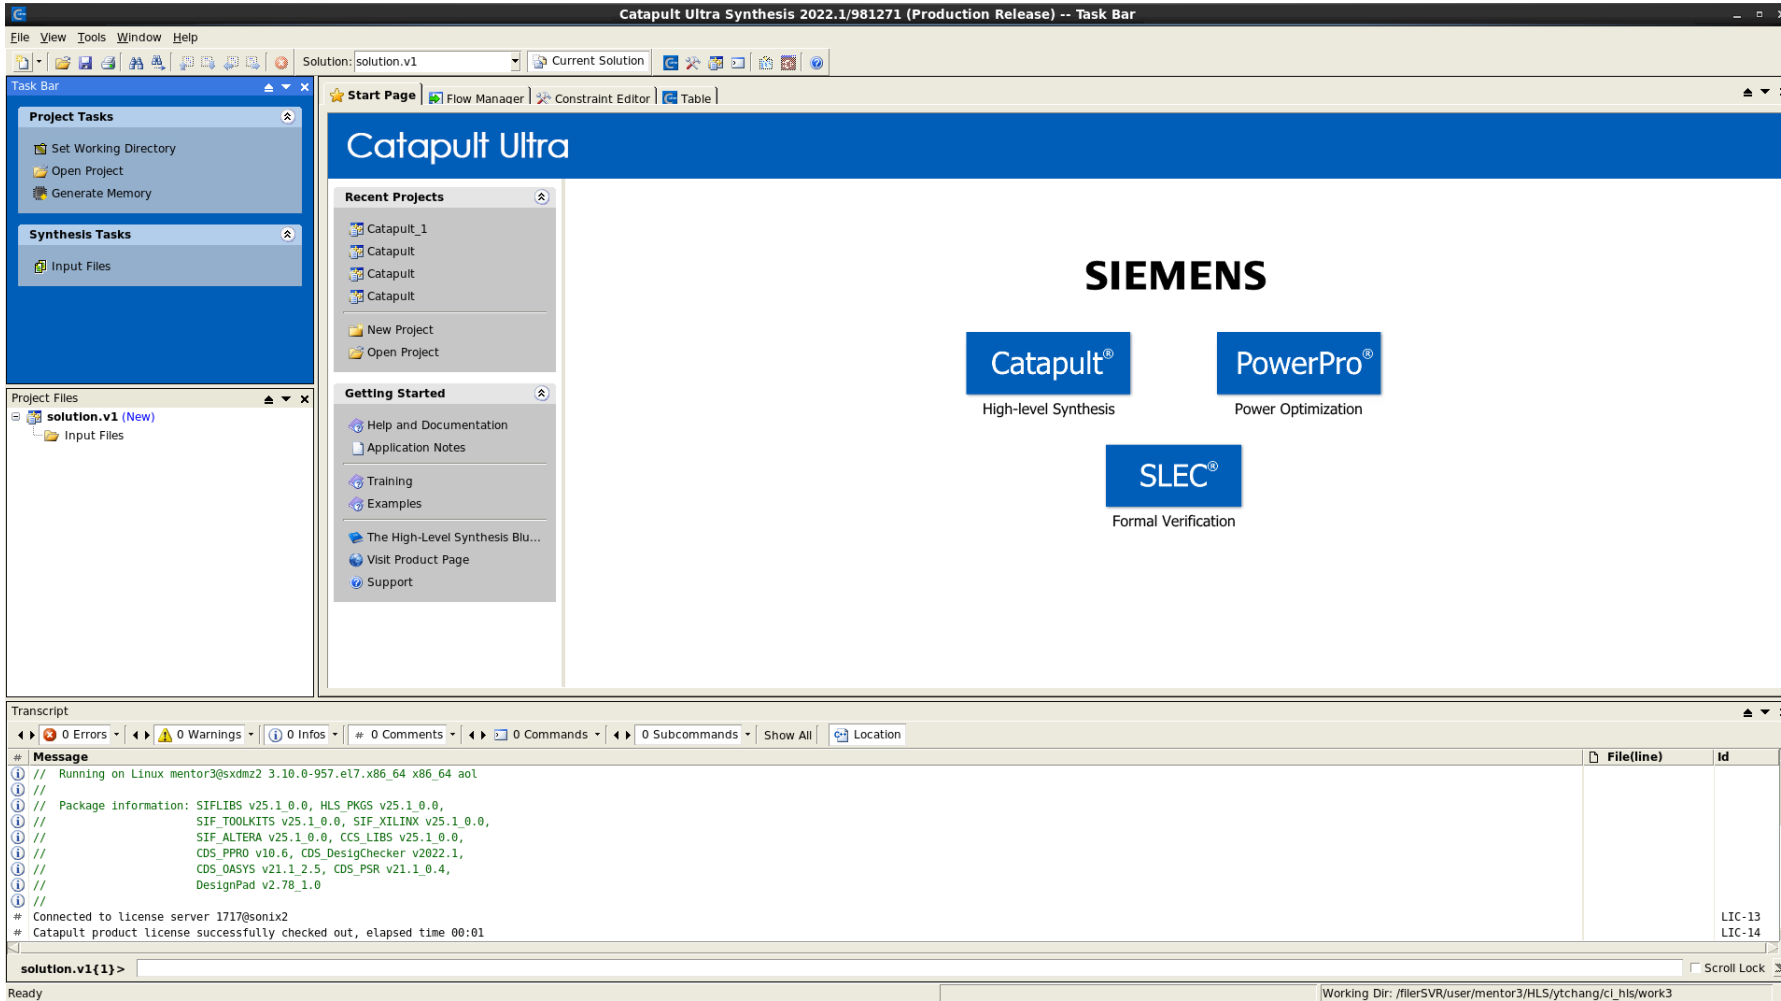 Catapult Ultra Synthesis 2022.1/981271 (Production Release) -- Task Bar
File View Tools Window Help
Solution: solution.v1 Current Solution
Task Bar
Project Tasks
Set Working Directory
Open Project
Generate Memory
Synthesis Tasks
Input Files
Project Files
solution.v1 (New)
Input Files
Start Page Flow Manager Constraint Editor Table
Catapult Ultra
Recent Projects
Catapult_1
Catapult
Catapult
Catapult
New Project
Open Project
Getting Started
Help and Documentation
Application Notes
Training
Examples
The High-Level Synthesis Blu...
Visit Product Page
Support
SIEMENS
Catapult®
High-level Synthesis
PowerPro®
Power Optimization
SLEC®
Formal Verification
Transcript
0 Errors 0 Warnings 0 Infos # 0 Comments 0 Commands 0 Subcommands Show All Location
# Message File(line) Id
// Running on Linux mentor3@sxdmz2 3.10.0-957.el7.x86_64 x86_64 aol
//
// Package information: SIFLIBS v25.1_0.0, HLS_PKGS v25.1_0.0,
// SIF_TOOLKITS v25.1_0.0, SIF_XILINX v25.1_0.0,
// SIF_ALTERA v25.1_0.0, CCS_LIBS v25.1_0.0,
// CDS_PPRO v10.6, CDS_DesigChecker v2022.1,
// CDS_OASYS v21.1_2.5, CDS_PSR v21.1_0.4,
// DesignPad v2.78_1.0
//
# Connected to license server 1717@sonix2 LIC-13
# Catapult product license successfully checked out, elapsed time 00:01 LIC-14
solution.v1{1}> Scroll Lock
Ready Working Dir: /filerSVR/user/mentor3/HLS/ytchang/ci_hls/work3